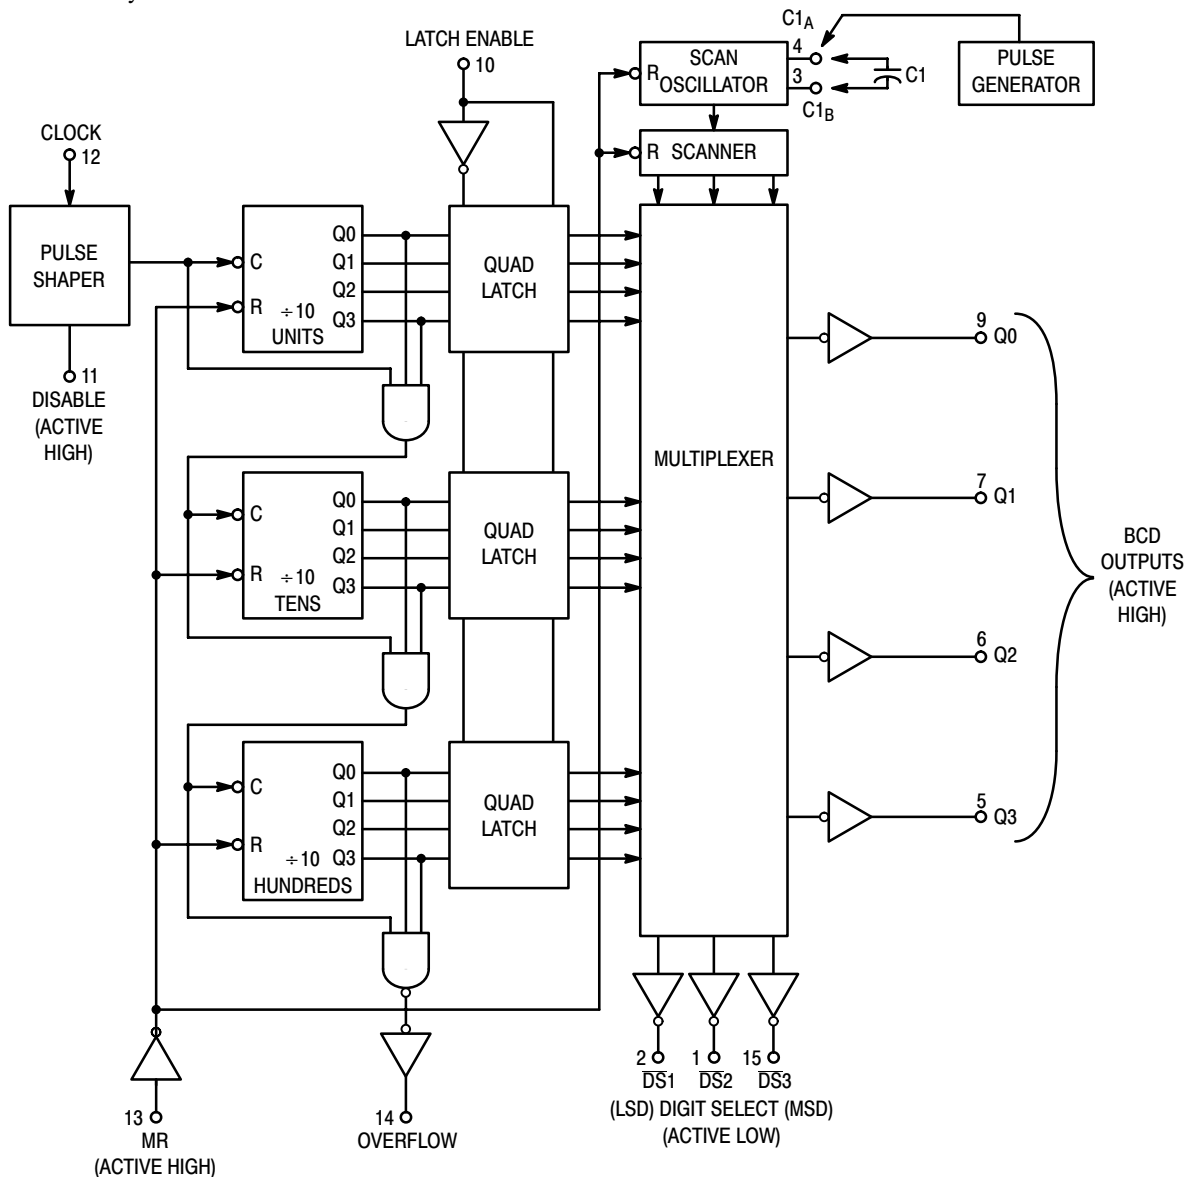 LATCH ENABLE
10
C1A
4
3
C1B
C1
SCAN
OSCILLATOR
R
PULSE
GENERATOR
CLOCK
12
R SCANNER
PULSE
SHAPER
11
DISABLE
(ACTIVE
HIGH)
C
R
÷10
UNITS
Q0
Q1
Q2
Q3
QUAD
LATCH
MULTIPLEXER
9
Q0
7
Q1
6
Q2
5
Q3
BCD
OUTPUTS
(ACTIVE
HIGH)
C
R
÷10
TENS
Q0
Q1
Q2
Q3
QUAD
LATCH
C
R
÷10
HUNDREDS
Q0
Q1
Q2
Q3
QUAD
LATCH
13
MR
(ACTIVE HIGH)
14
OVERFLOW
2
1
15
DS1
DS2
DS3
(LSD) DIGIT SELECT (MSD)
(ACTIVE LOW)